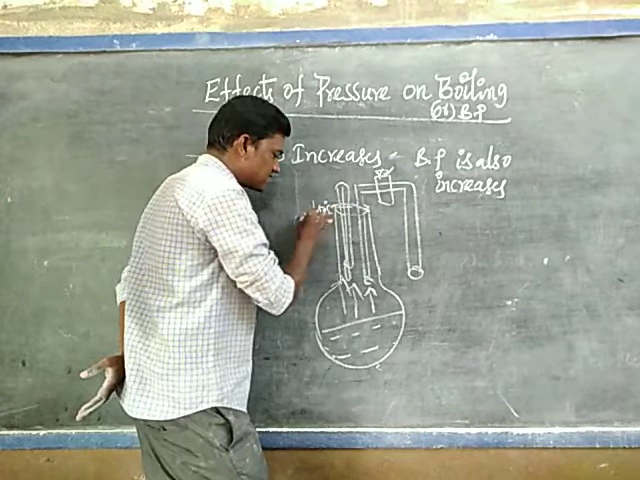 Effects of Pressure on Boiling
(or) B.P
Increases = B.P is also
increases